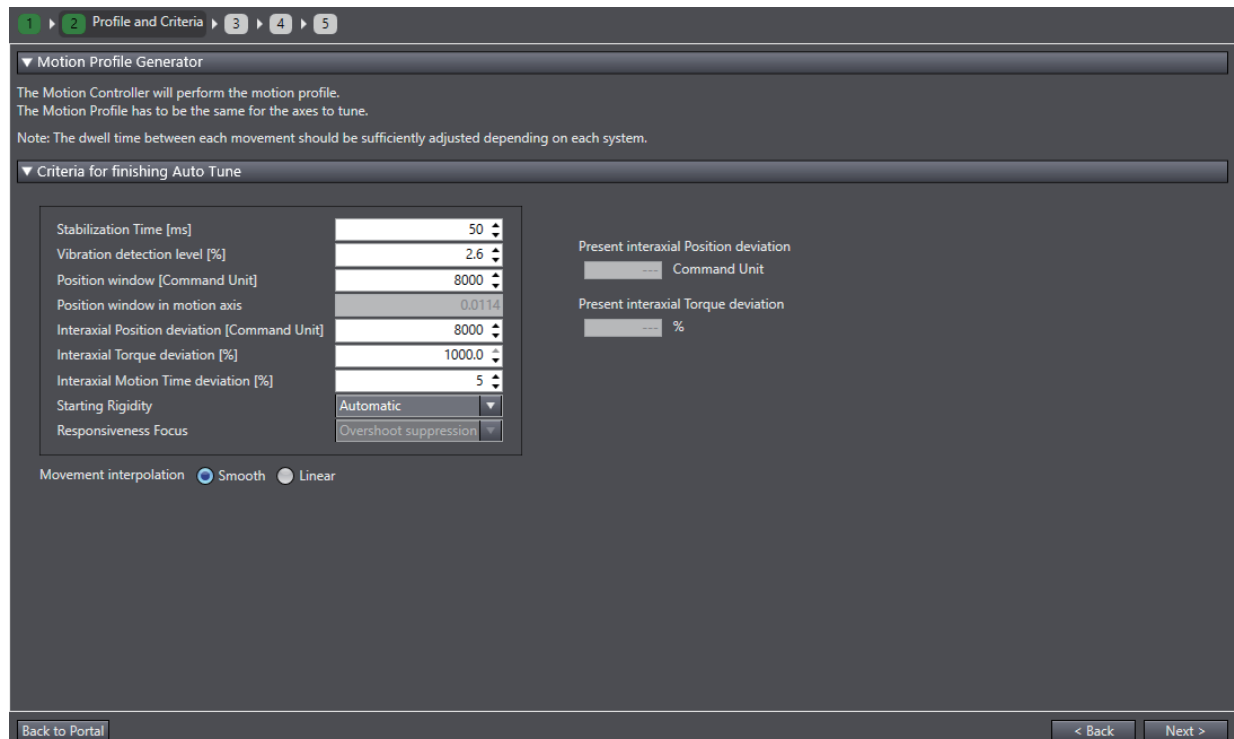 1 2 Profile and Criteria 3 4 5
Motion Profile Generator
The Motion Controller will perform the motion profile.
The Motion Profile has to be the same for the axes to tune.
Note: The dwell time between each movement should be sufficiently adjusted depending on each system.
Criteria for finishing Auto Tune
Stabilization Time [ms] 50
Vibration detection level [%] 2.6
Position window [Command Unit] 8000
Position window in motion axis 0.0114
Interaxial Position deviation [Command Unit] 8000
Interaxial Torque deviation [%] 1000.0
Interaxial Motion Time deviation [%] 5
Starting Rigidity Automatic
Responsiveness Focus Overshoot suppression
Present interaxial Position deviation
--- Command Unit
Present interaxial Torque deviation
--- %
Movement interpolation Smooth Linear
Back to Portal < Back Next >